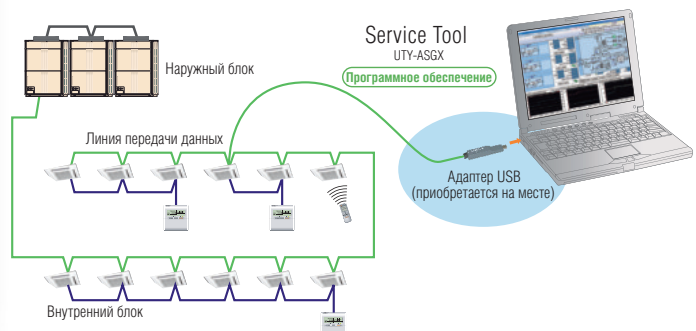 Service Tool
UTY-ASGX
Программное обеспечение
Наружный блок
Линия передачи данных
Адаптер USB
(приобретается на месте)
Внутренний блок